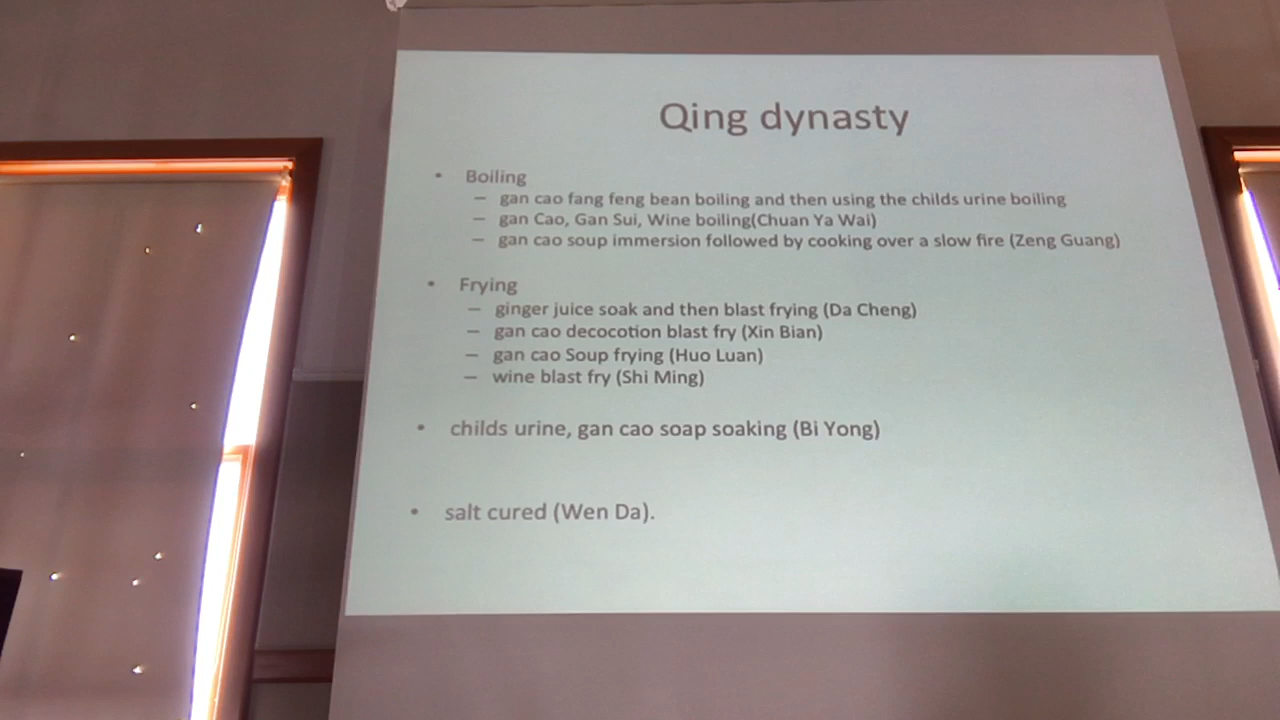 Qing dynasty
• Boiling
– gan cao fang feng bean boiling and then using the childs urine boiling
– gan Cao, Gan Sui, Wine boiling(Chuan Ya Wai)
– gan cao soup immersion followed by cooking over a slow fire (Zeng Guang)
• Frying
– ginger juice soak and then blast frying (Da Cheng)
– gan cao decocotion blast fry (Xin Bian)
– gan cao Soup frying (Huo Luan)
– wine blast fry (Shi Ming)
• childs urine, gan cao soap soaking (Bi Yong)
• salt cured (Wen Da).